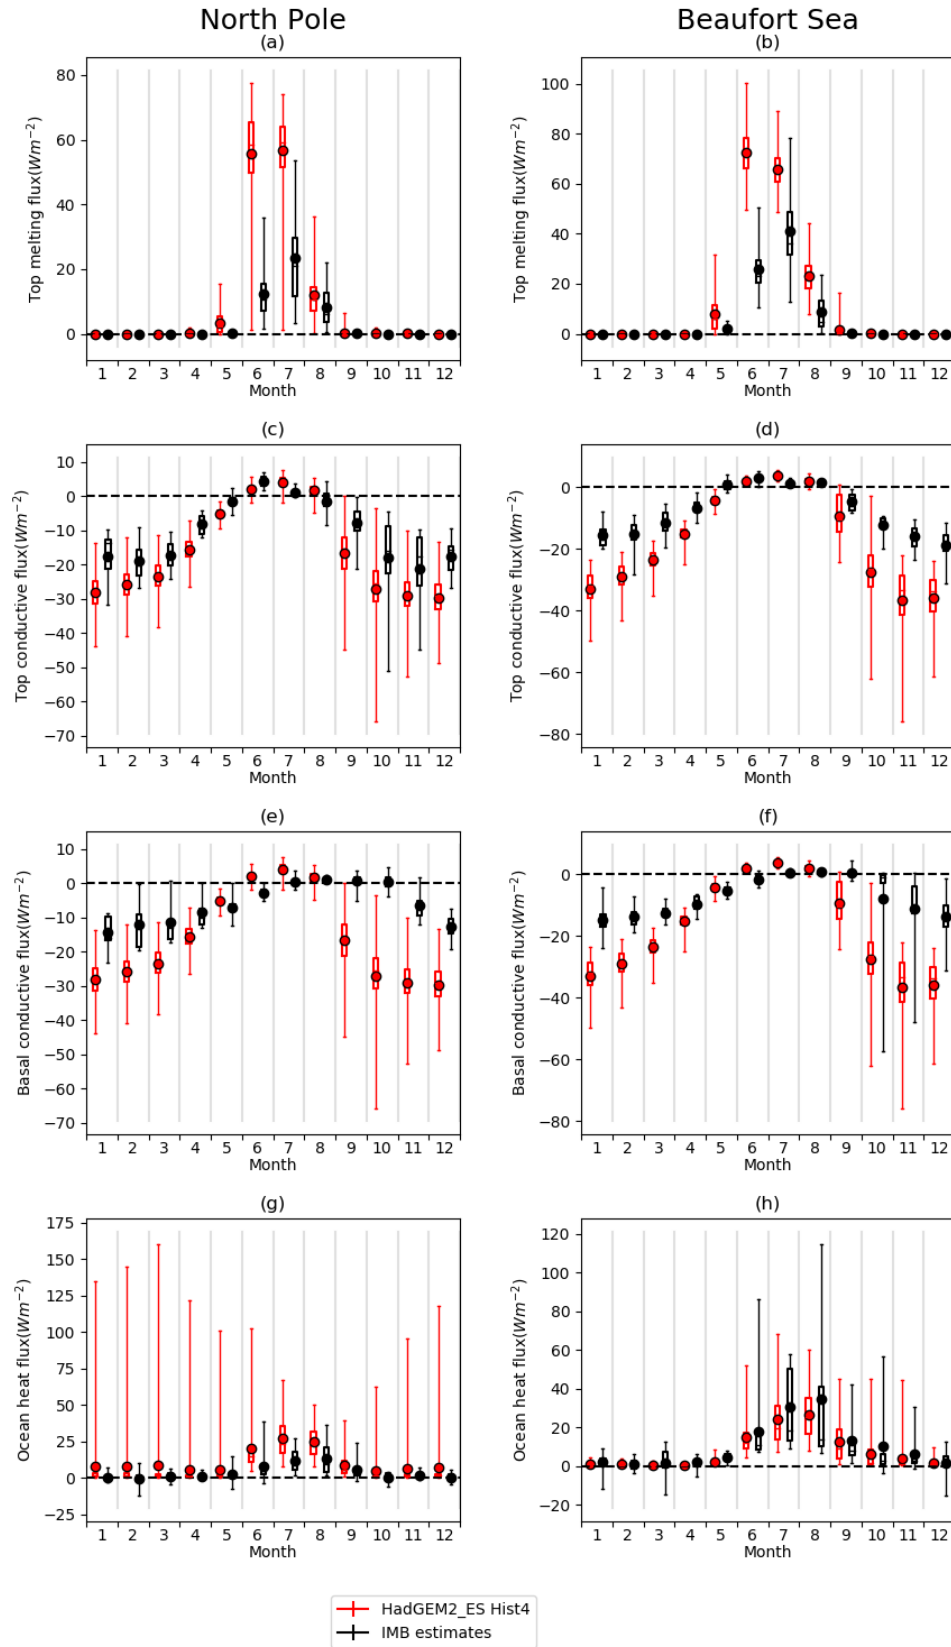 North Pole
Beaufort Sea
(a)
(b)
Top melting flux(Wm⁻²)
80
60
40
20
0
1 2 3 4 5 6 7 8 9 10 11 12
Month
Top melting flux(Wm⁻²)
100
80
60
40
20
0
1 2 3 4 5 6 7 8 9 10 11 12
Month
(c)
(d)
Top conductive flux(Wm⁻²)
10
0
−10
−20
−30
−40
−50
−60
−70
1 2 3 4 5 6 7 8 9 10 11 12
Month
Top conductive flux(Wm⁻²)
0
−20
−40
−60
−80
1 2 3 4 5 6 7 8 9 10 11 12
Month
(e)
(f)
Basal conductive flux(Wm⁻²)
10
0
−10
−20
−30
−40
−50
−60
−70
1 2 3 4 5 6 7 8 9 10 11 12
Month
Basal conductive flux(Wm⁻²)
0
−20
−40
−60
−80
1 2 3 4 5 6 7 8 9 10 11 12
Month
(g)
(h)
Ocean heat flux(Wm⁻²)
175
150
125
100
75
50
25
0
−25
1 2 3 4 5 6 7 8 9 10 11 12
Month
Ocean heat flux(Wm⁻²)
120
100
80
60
40
20
0
−20
1 2 3 4 5 6 7 8 9 10 11 12
Month
HadGEM2_ES Hist4
IMB estimates